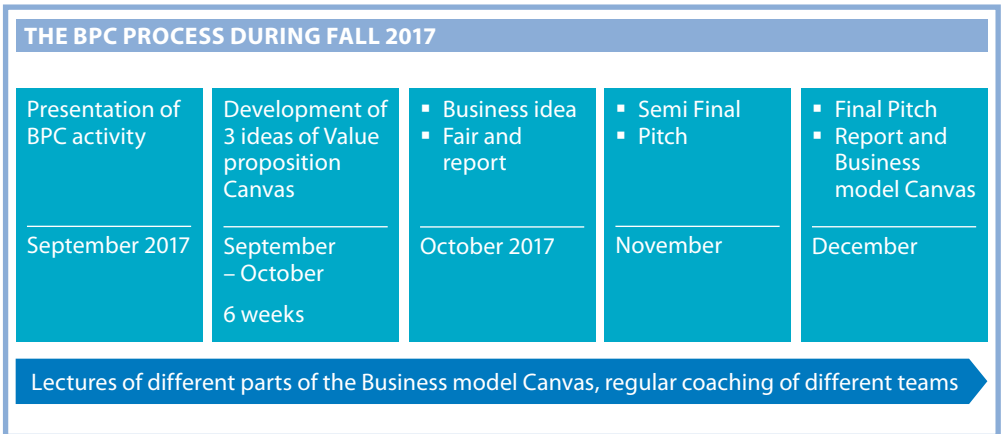 THE BPC PROCESS DURING FALL 2017
Presentation of
BPC activity
September 2017
Development of
3 ideas of Value
proposition
Canvas
September
– October
6 weeks
▪ Business idea
▪ Fair and
report
October 2017
▪ Semi Final
▪ Pitch
November
▪ Final Pitch
▪ Report and
Business
model Canvas
December
Lectures of different parts of the Business model Canvas, regular coaching of different teams